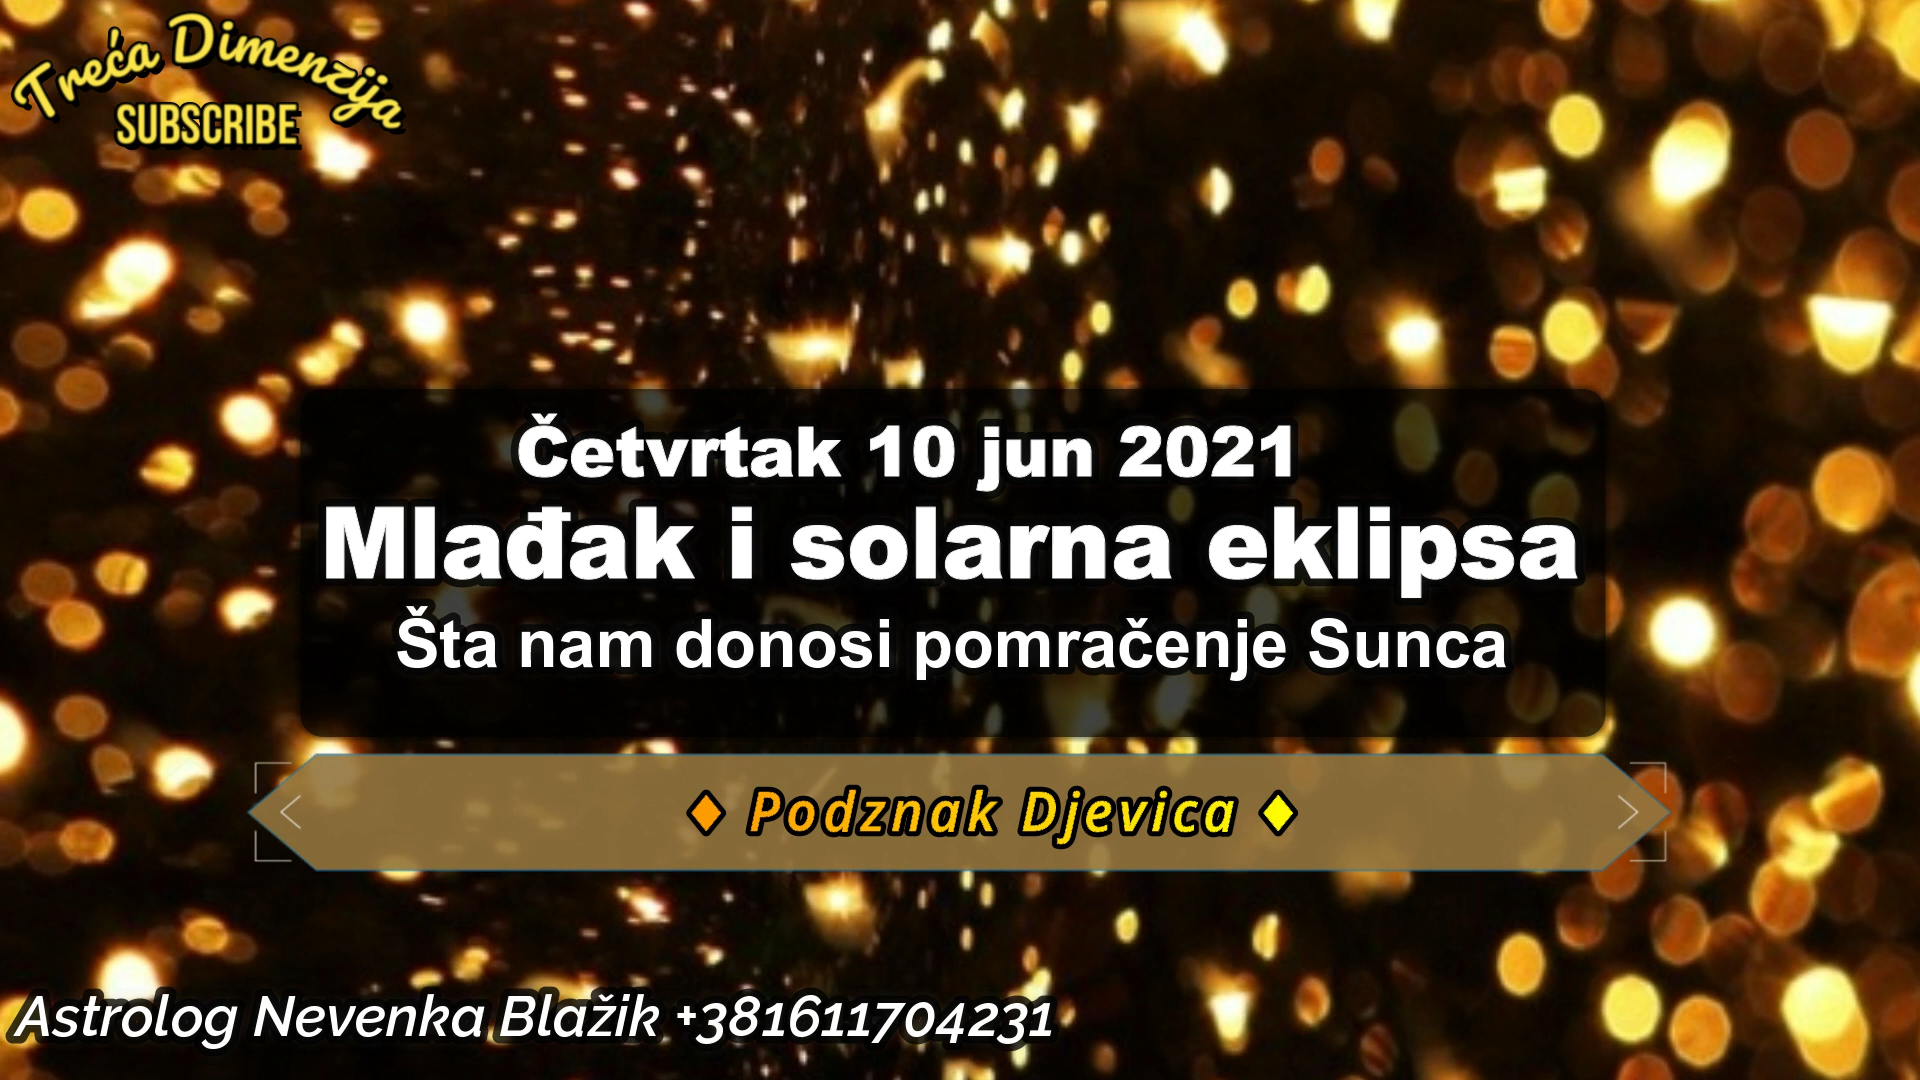 Treća Dimenzija
SUBSCRIBE
Četvrtak 10 jun 2021
Mlađak i solarna eklipsa
Šta nam donosi pomračenje Sunca
♦ Podznak Djevica ♦
Astrolog Nevenka Blažik +381611704231